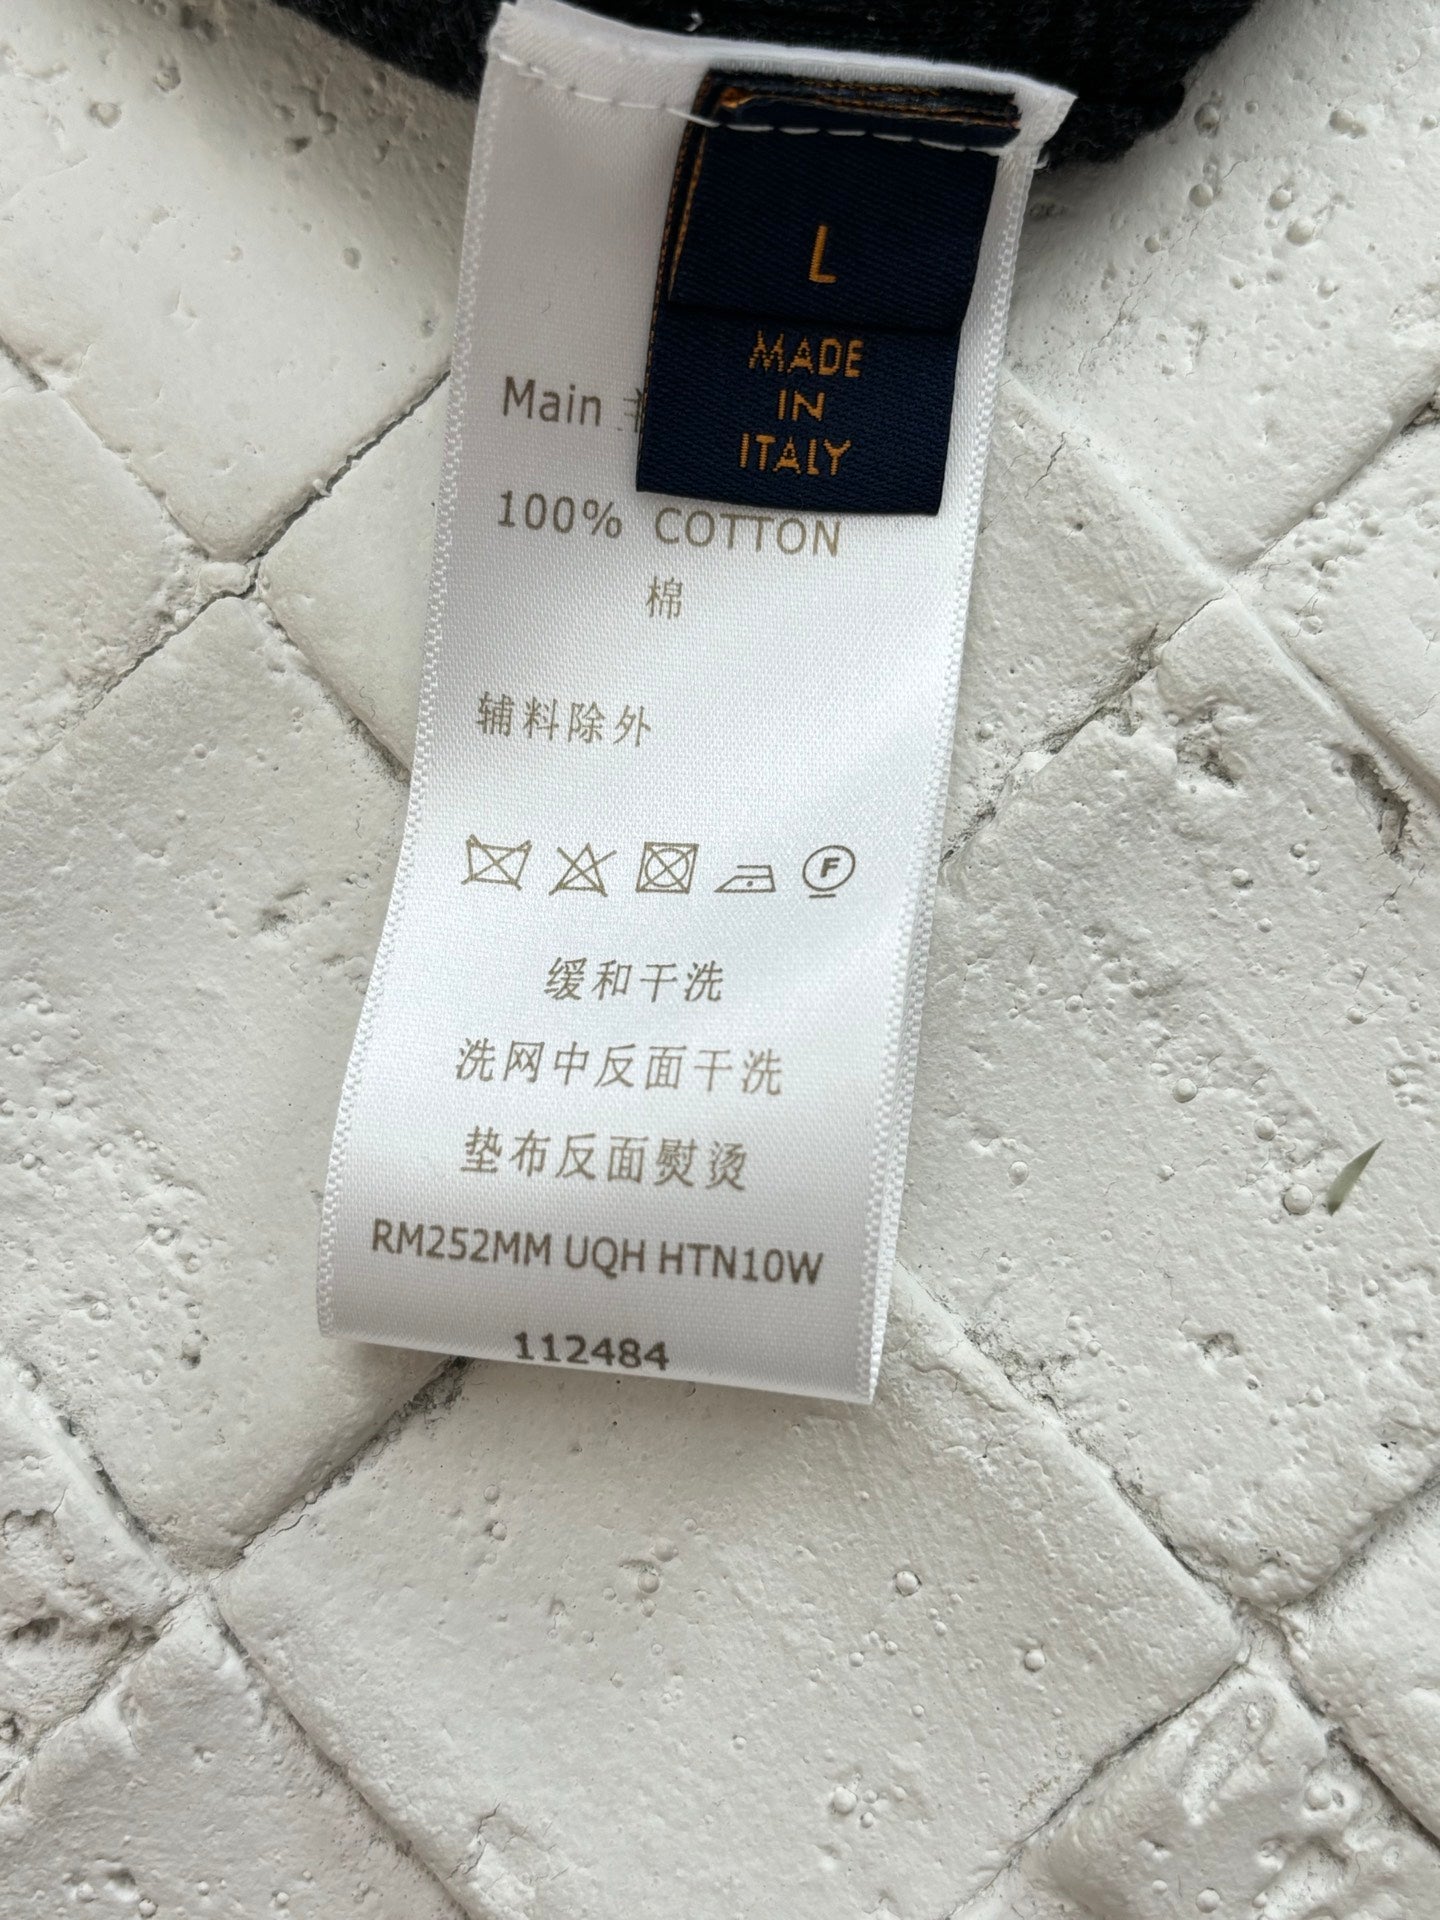 L
MADE
IN
ITALY
Main
100% COTTON
棉
辅料除外
F
缓和干洗
洗网中反面干洗
垫布反面熨烫
RM252MM UQH HTN10W
112484